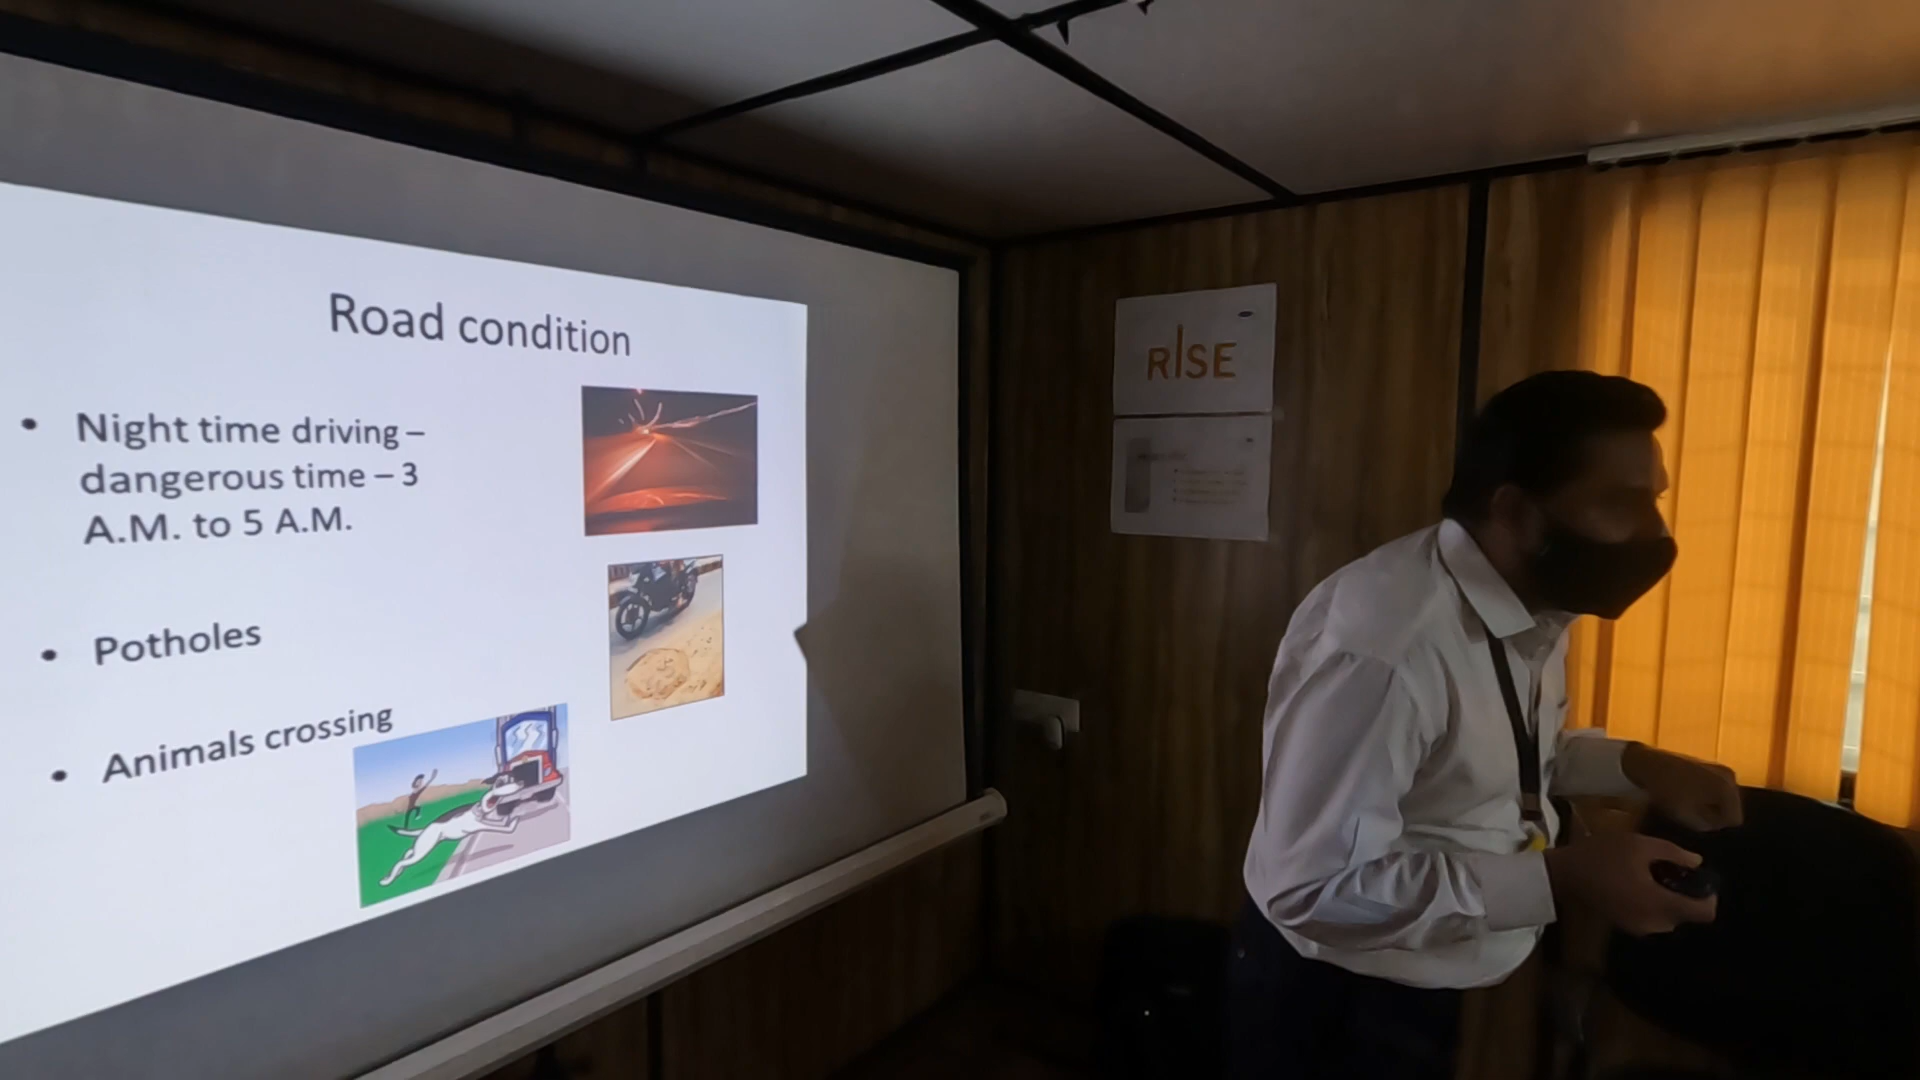 Road condition
• Night time driving –
dangerous time – 3
A.M. to 5 A.M.
• Potholes
• Animals crossing
RISE